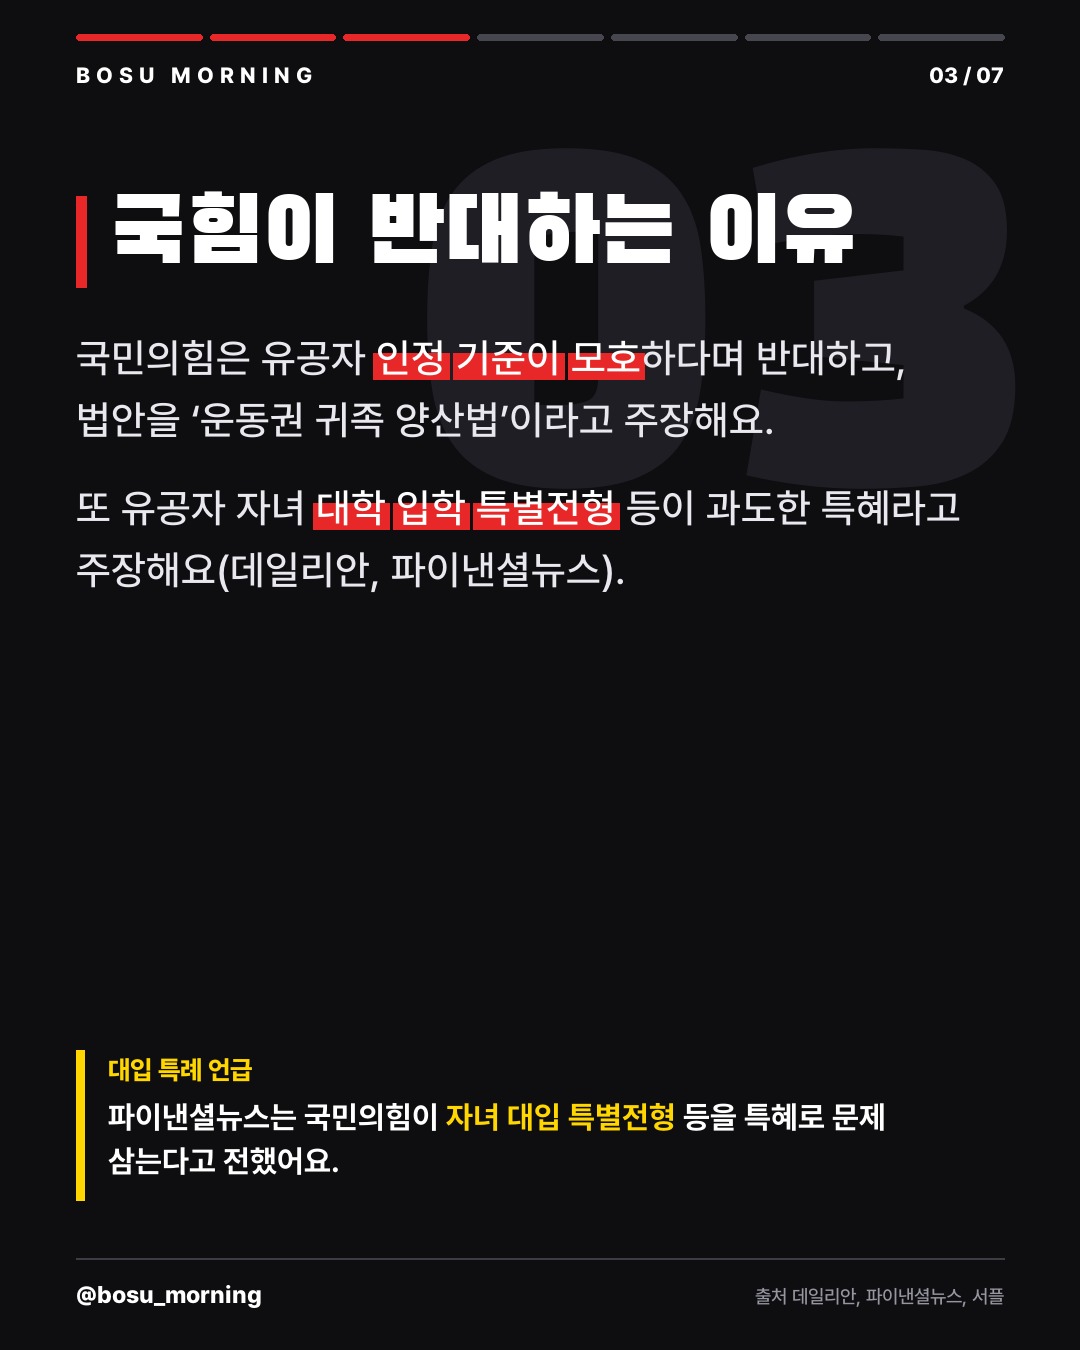 BOSU MORNING
03 / 07
03
국힘이 반대하는 이유
국민의힘은 유공자 인정 기준이 모호하다며 반대하고,
법안을 ‘운동권 귀족 양산법’이라고 주장해요.
또 유공자 자녀 대학 입학 특별전형 등이 과도한 특혜라고
주장해요(데일리안, 파이낸셜뉴스).
대입 특례 언급
파이낸셜뉴스는 국민의힘이 자녀 대입 특별전형 등을 특혜로 문제
삼는다고 전했어요.
@bosu_morning
출처 데일리안, 파이낸셜뉴스, 서플